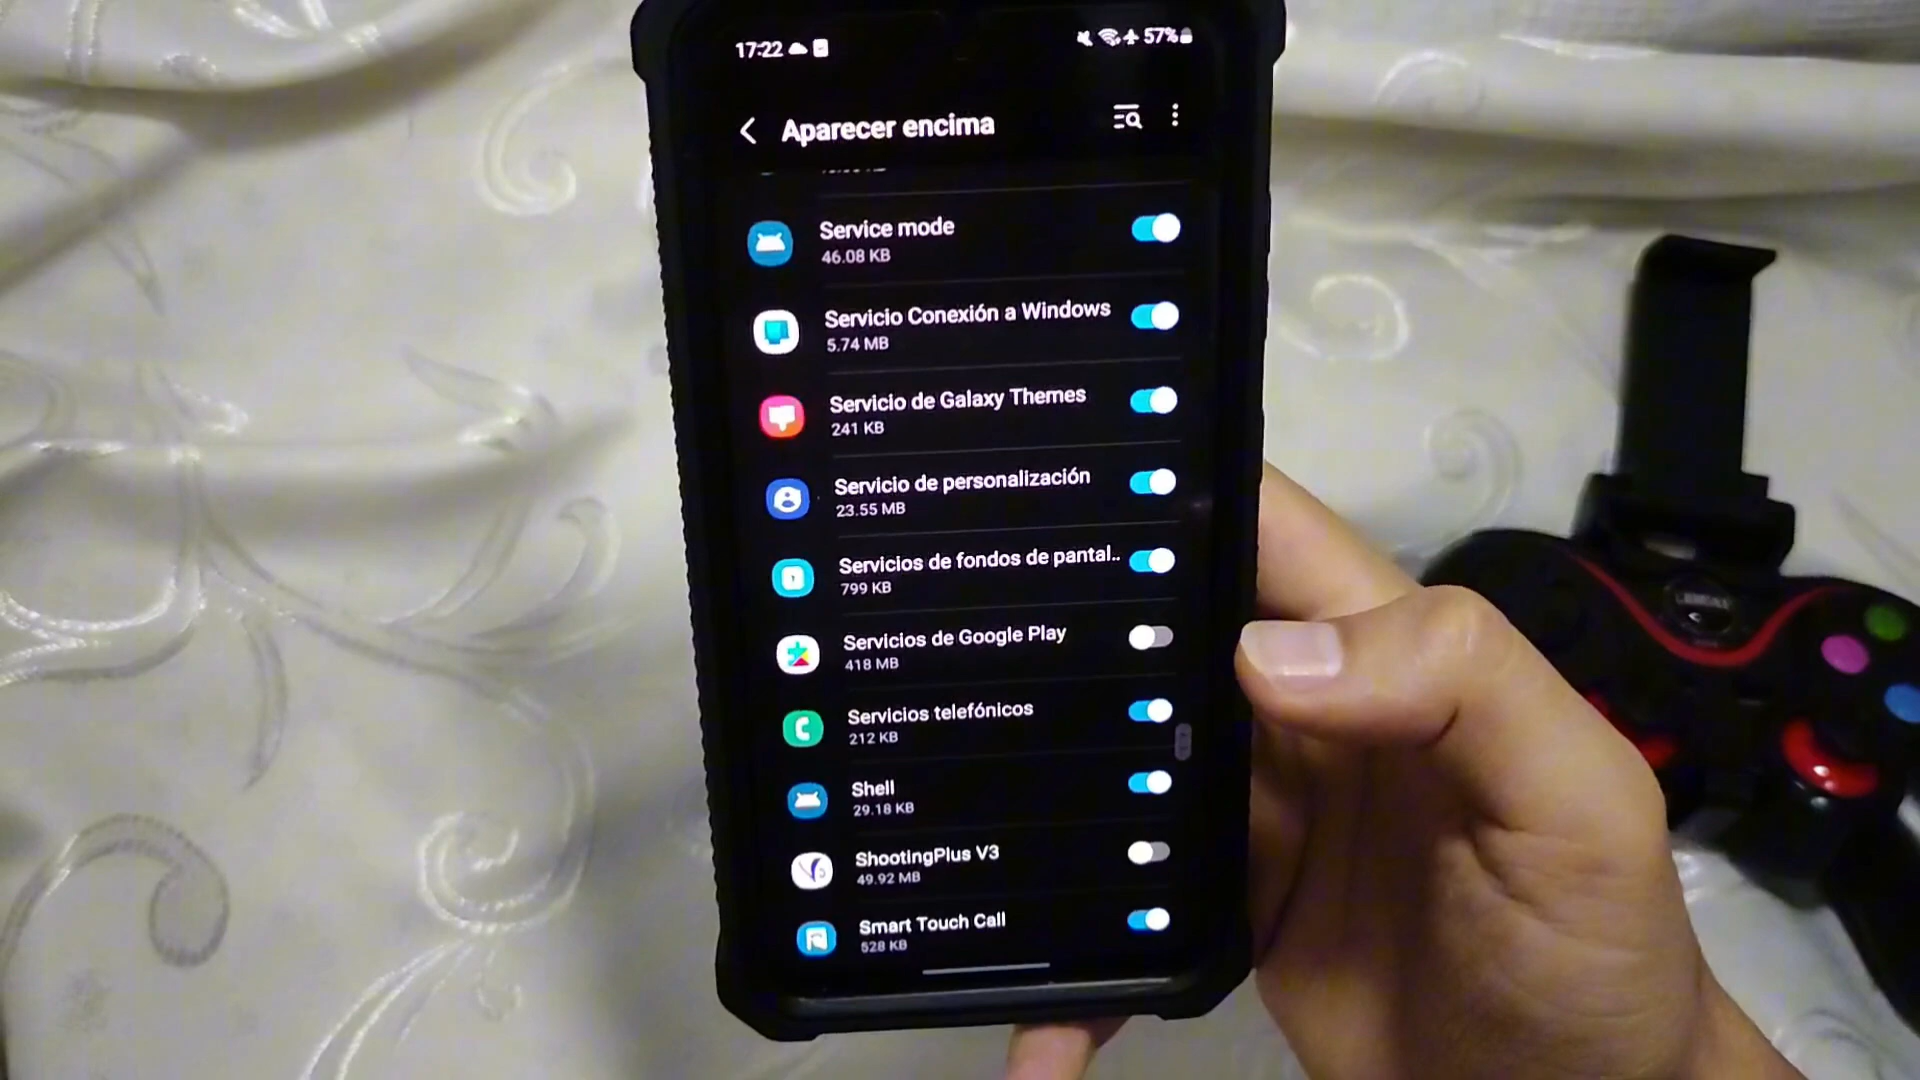 17:22
57%
Aparecer encima
Service mode
46.08 KB
Servicio Conexión a Windows
5.74 MB
Servicio de Galaxy Themes
241 KB
Servicio de personalización
23.55 MB
Servicios de fondos de pantal..
799 KB
Servicios de Google Play
418 MB
Servicios telefónicos
212 KB
Shell
29.18 KB
ShootingPlus V3
49.92 MB
Smart Touch Call
528 KB